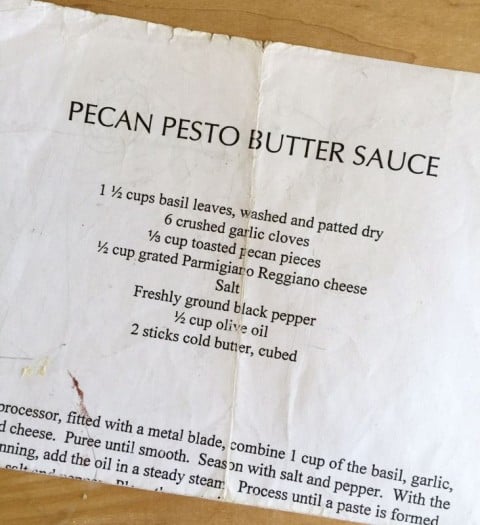 PECAN PESTO BUTTER SAUCE
1 ½ cups basil leaves, washed and patted dry
6 crushed garlic cloves
⅓ cup toasted pecan pieces
½ cup grated Parmigiano Reggiano cheese
Salt
Freshly ground black pepper
½ cup olive oil
2 sticks cold butter, cubed
processor, fitted with a metal blade, combine 1 cup of the basil, garlic,
d cheese. Puree until smooth. Season with salt and pepper. With the
nning, add the oil in a steady steam. Process until a paste is formed
salt and